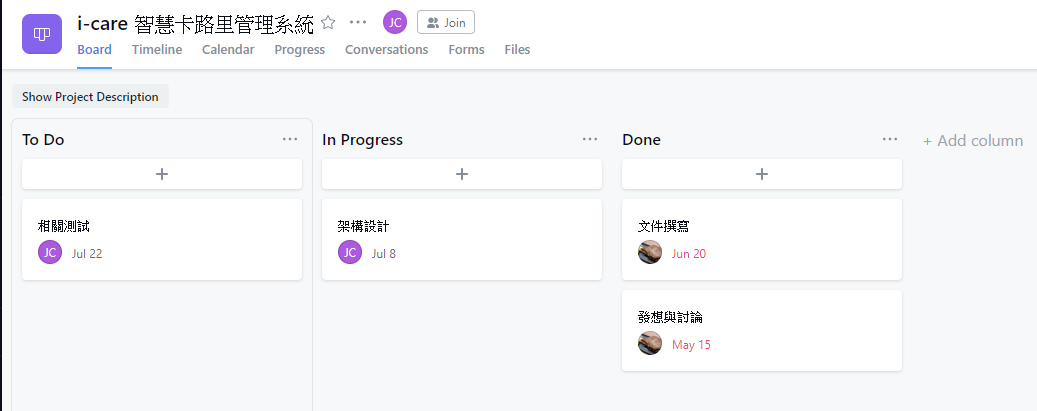 i-care 智慧卡路里管理系統
JC
Join
Board Timeline Calendar Progress Conversations Forms Files
Show Project Description
To Do
相關測試
JC Jul 22
In Progress
架構設計
JC Jul 8
Done
文件撰寫
Jun 20
發想與討論
May 15
+ Add column